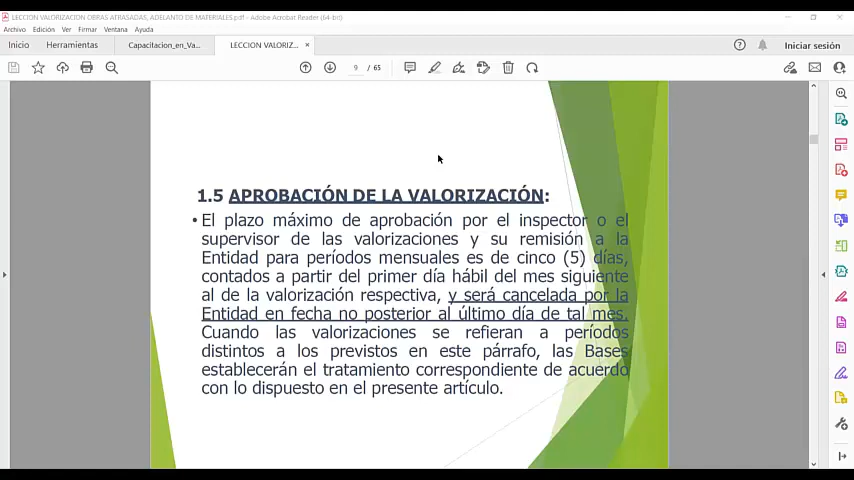 LECCION VALORIZACION OBRAS ATRASADAS, ADELANTO DE MATERIALES.pdf - Adobe Acrobat Reader (64-bit)
Archivo Edición Ver Firmar Ventana Ayuda
Inicio Herramientas Capacitacion_en_Va... LECCION VALORIZ... × Iniciar sesión
9 / 65
1.5 APROBACIÓN DE LA VALORIZACIÓN:
• El plazo máximo de aprobación por el inspector o el
supervisor de las valorizaciones y su remisión a la
Entidad para períodos mensuales es de cinco (5) días,
contados a partir del primer día hábil del mes siguiente
al de la valorización respectiva, y será cancelada por la
Entidad en fecha no posterior al último día de tal mes.
Cuando las valorizaciones se refieran a períodos
distintos a los previstos en este párrafo, las Bases
establecerán el tratamiento correspondiente de acuerdo
con lo dispuesto en el presente artículo.